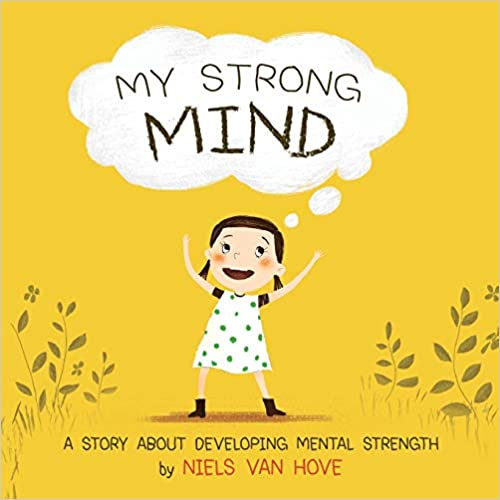 MY STRONG
MIND
A STORY ABOUT DEVELOPING MENTAL STRENGTH
by NIELS VAN HOVE